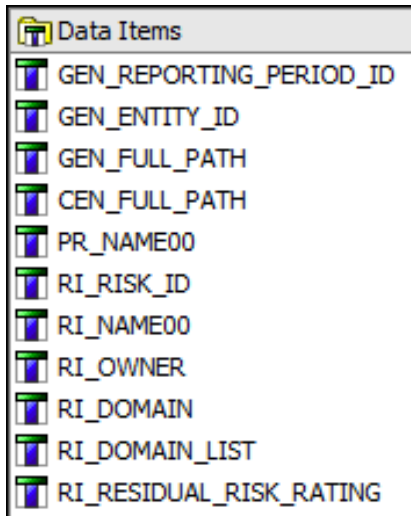 Data Items
GEN_REPORTING_PERIOD_ID
GEN_ENTITY_ID
GEN_FULL_PATH
CEN_FULL_PATH
PR_NAME00
RI_RISK_ID
RI_NAME00
RI_OWNER
RI_DOMAIN
RI_DOMAIN_LIST
RI_RESIDUAL_RISK_RATING